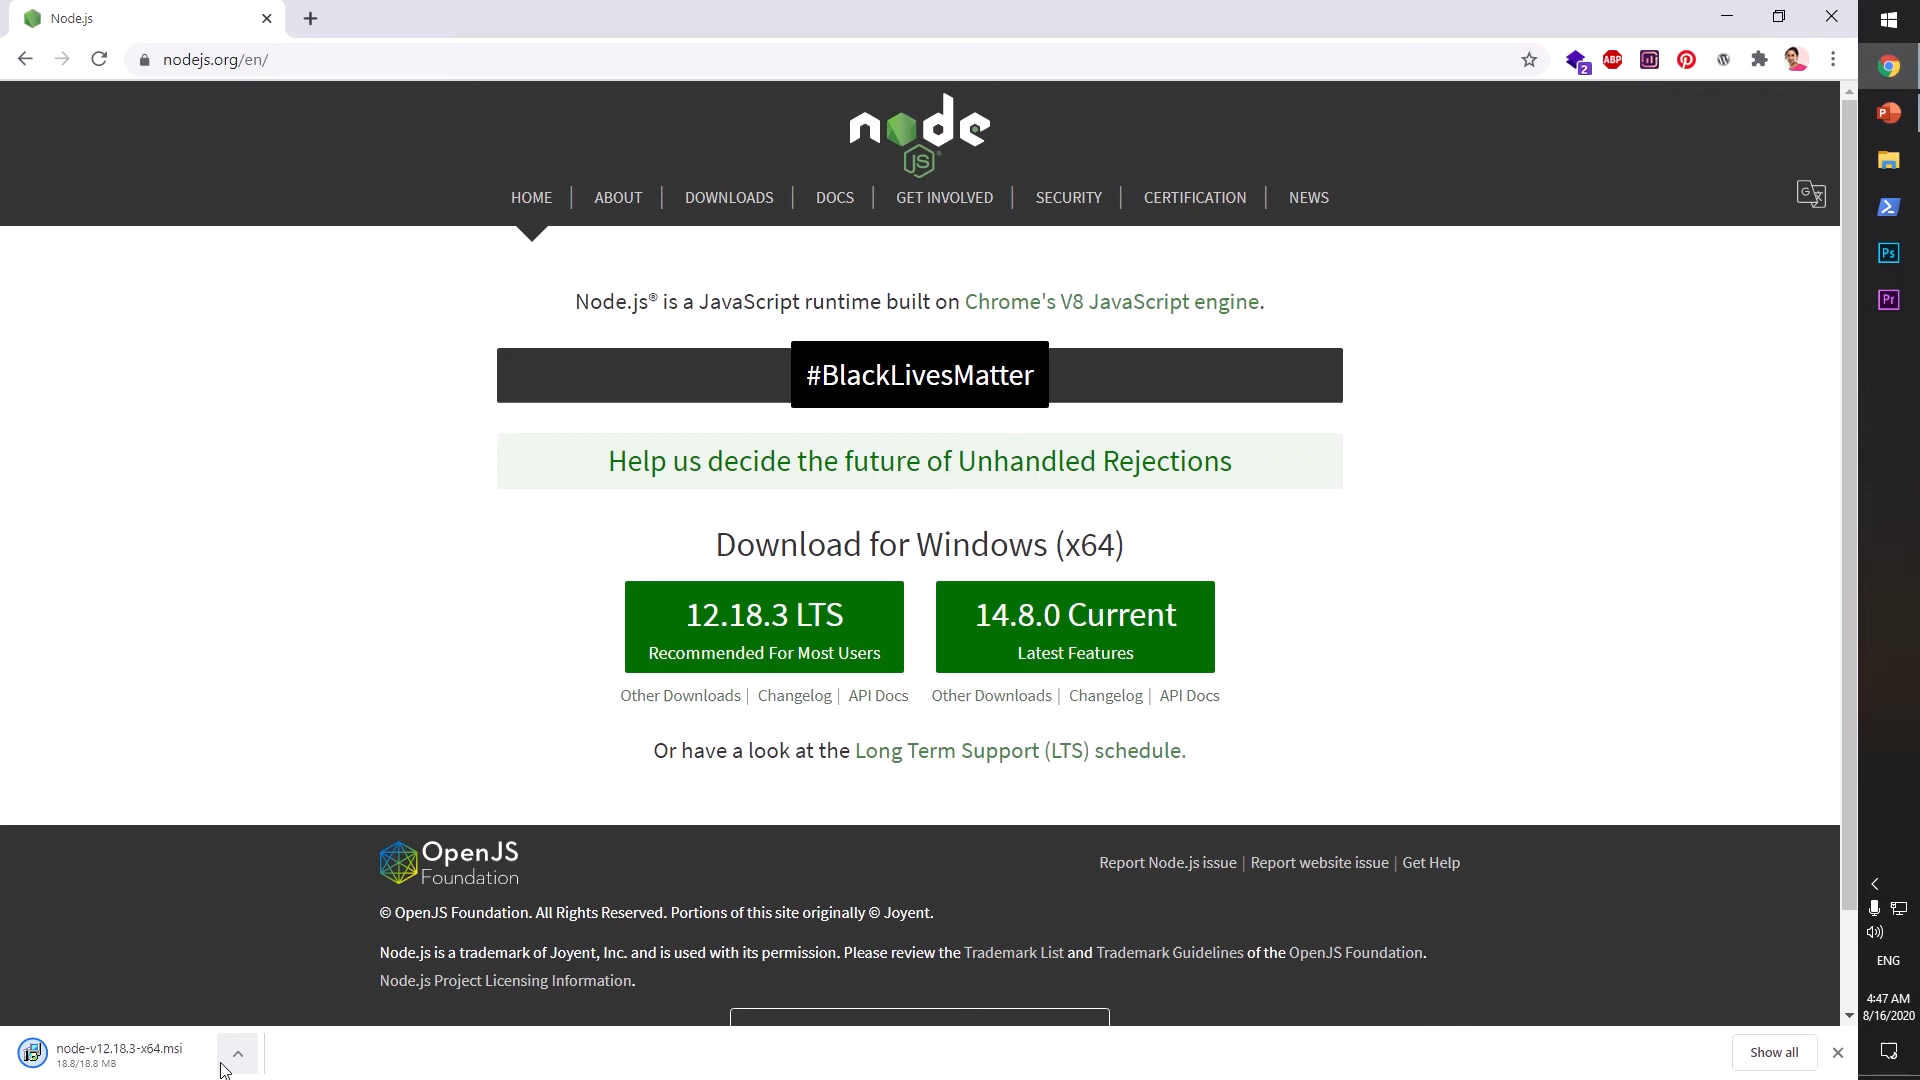 Node.js
nodejs.org/en/
2
ABP
node
JS
HOME | ABOUT | DOWNLOADS | DOCS | GET INVOLVED | SECURITY | CERTIFICATION | NEWS
Node.js® is a JavaScript runtime built on Chrome's V8 JavaScript engine.
#BlackLivesMatter
Help us decide the future of Unhandled Rejections
Download for Windows (x64)
12.18.3 LTS
Recommended For Most Users
14.8.0 Current
Latest Features
Other Downloads | Changelog | API Docs
Other Downloads | Changelog | API Docs
Or have a look at the Long Term Support (LTS) schedule.
OpenJS
Foundation
Report Node.js issue | Report website issue | Get Help
© OpenJS Foundation. All Rights Reserved. Portions of this site originally © Joyent.
Node.js is a trademark of Joyent, Inc. and is used with its permission. Please review the Trademark List and Trademark Guidelines of the OpenJS Foundation.
Node.js Project Licensing Information.
node-v12.18.3-x64.msi
18.8/18.8 MB
Show all
P
Ps
Pr
ENG
4:47 AM
8/16/2020